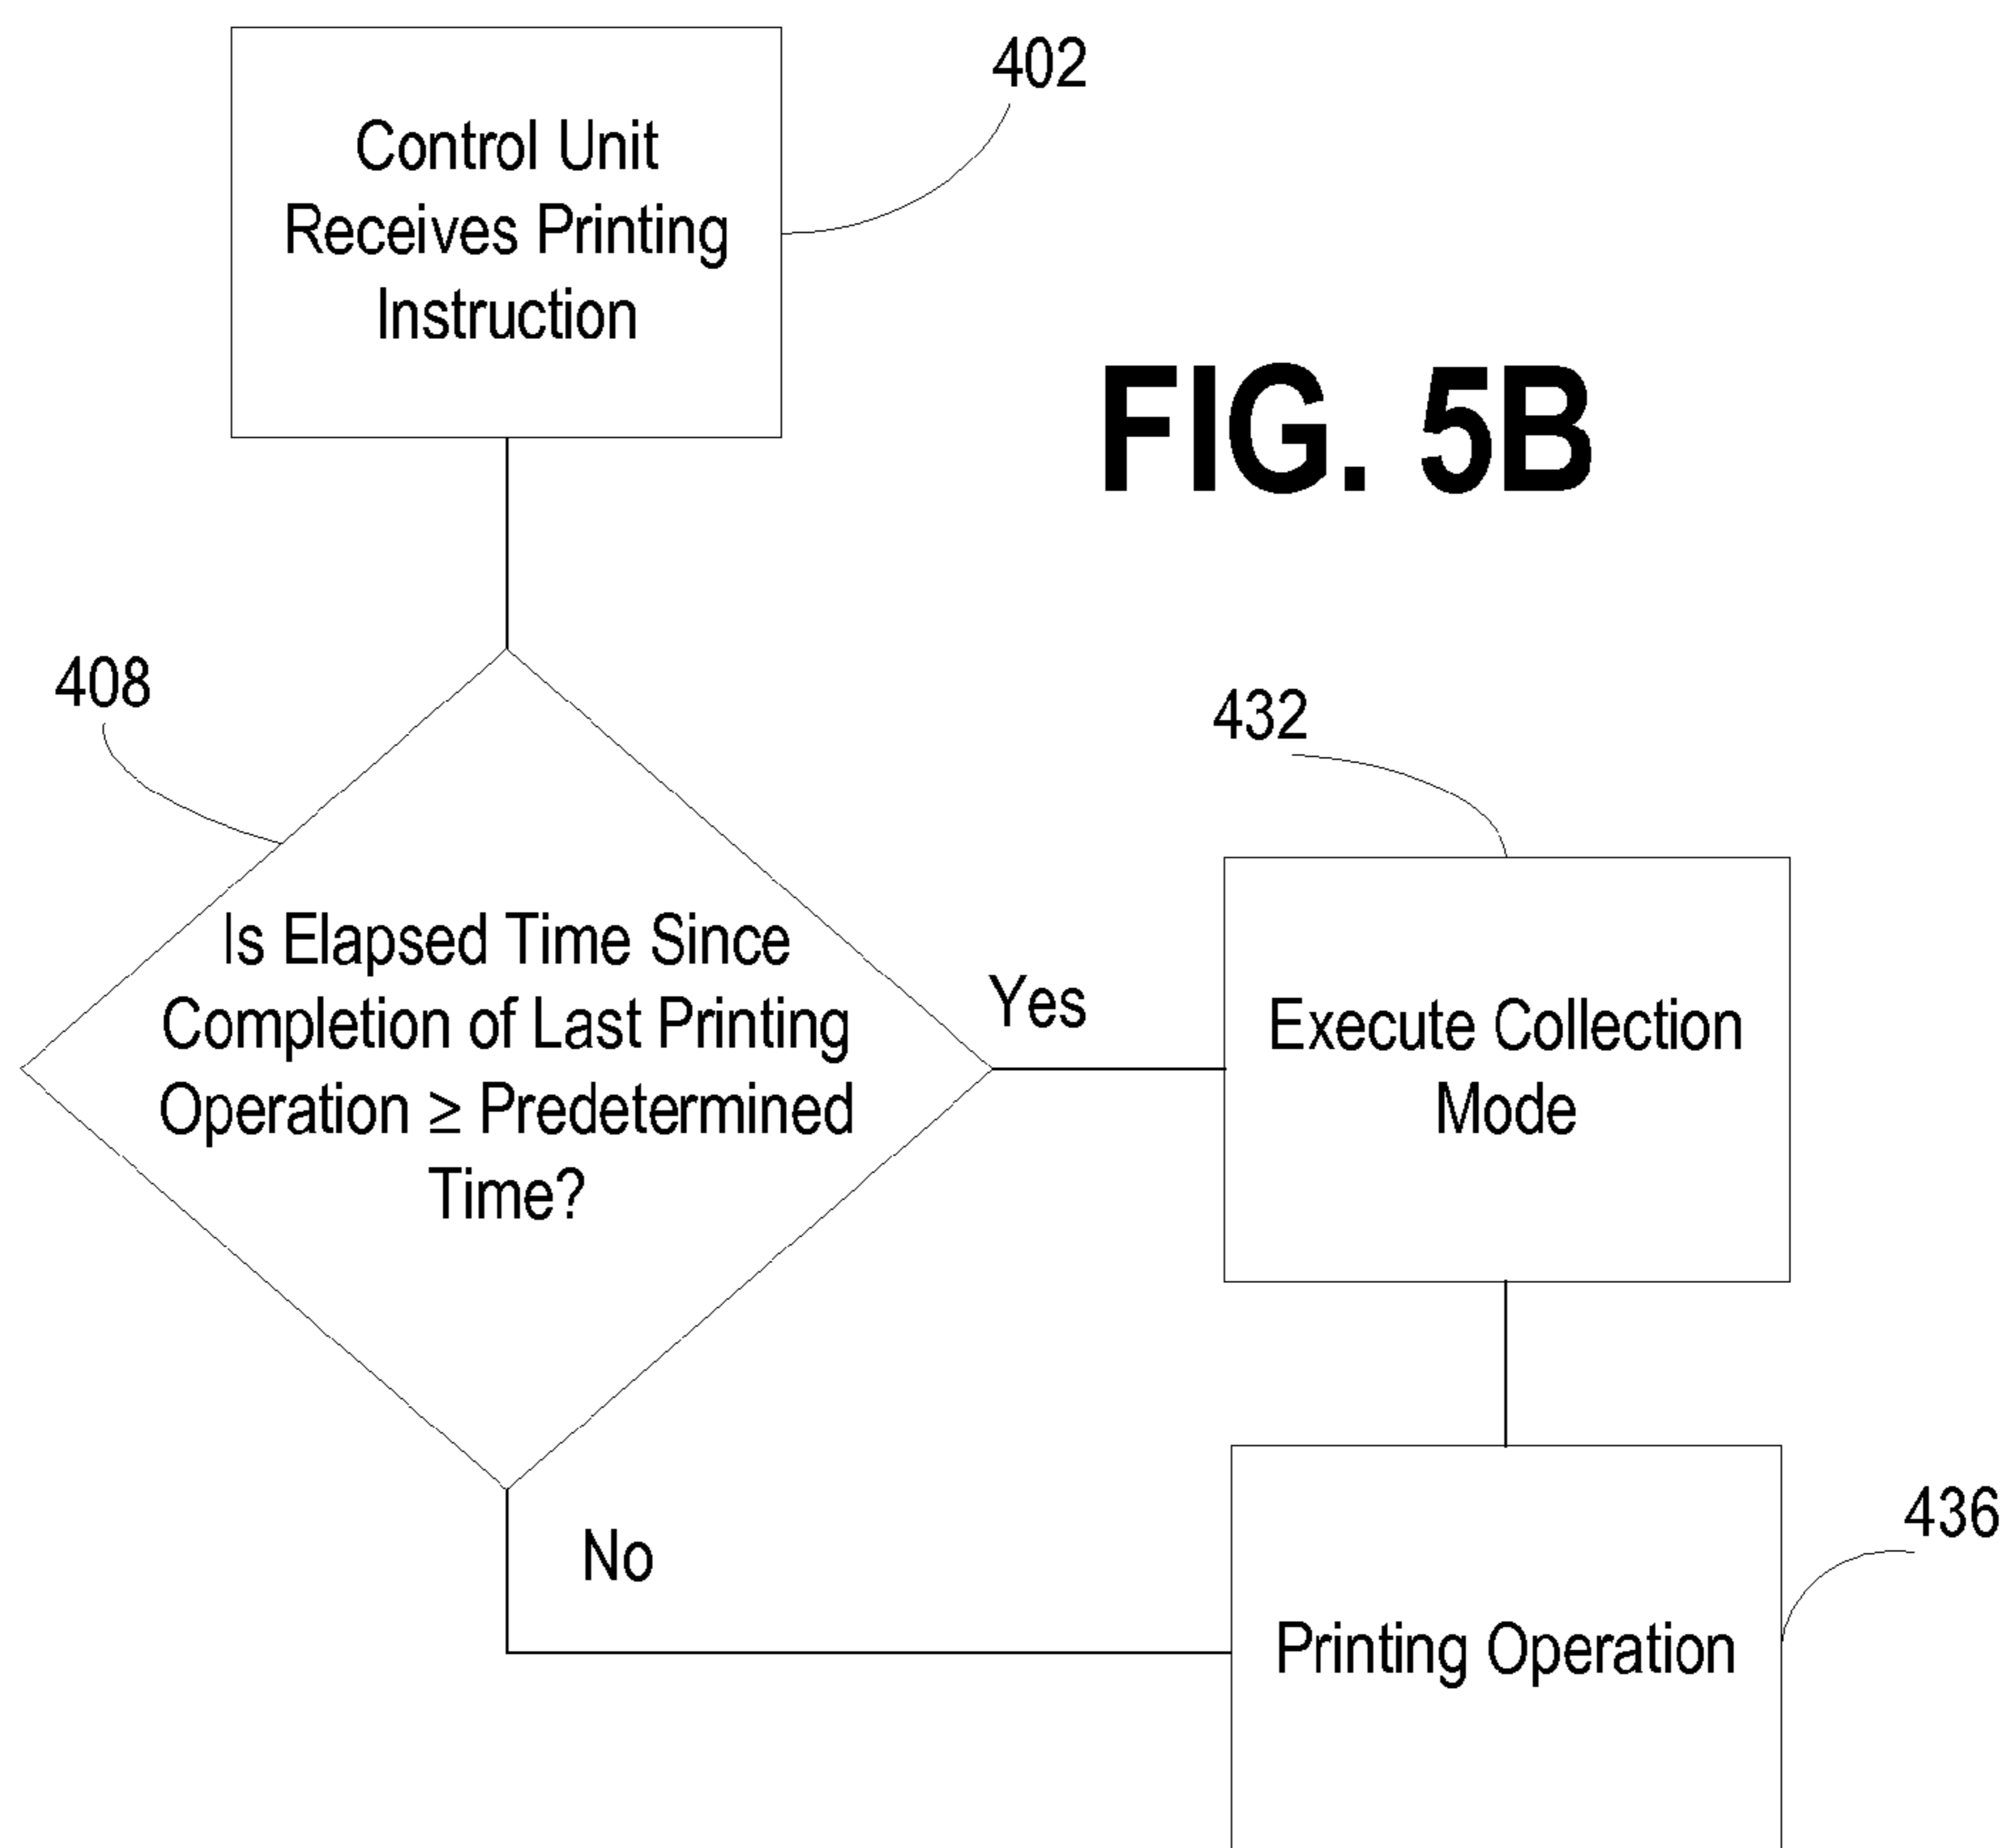 402
Control Unit
Receives Printing
Instruction
FIG. 5B
408
432
Is Elapsed Time Since
Completion of Last Printing
Operation ≥ Predetermined
Time?
Yes
Execute Collection
Mode
436
No
Printing Operation